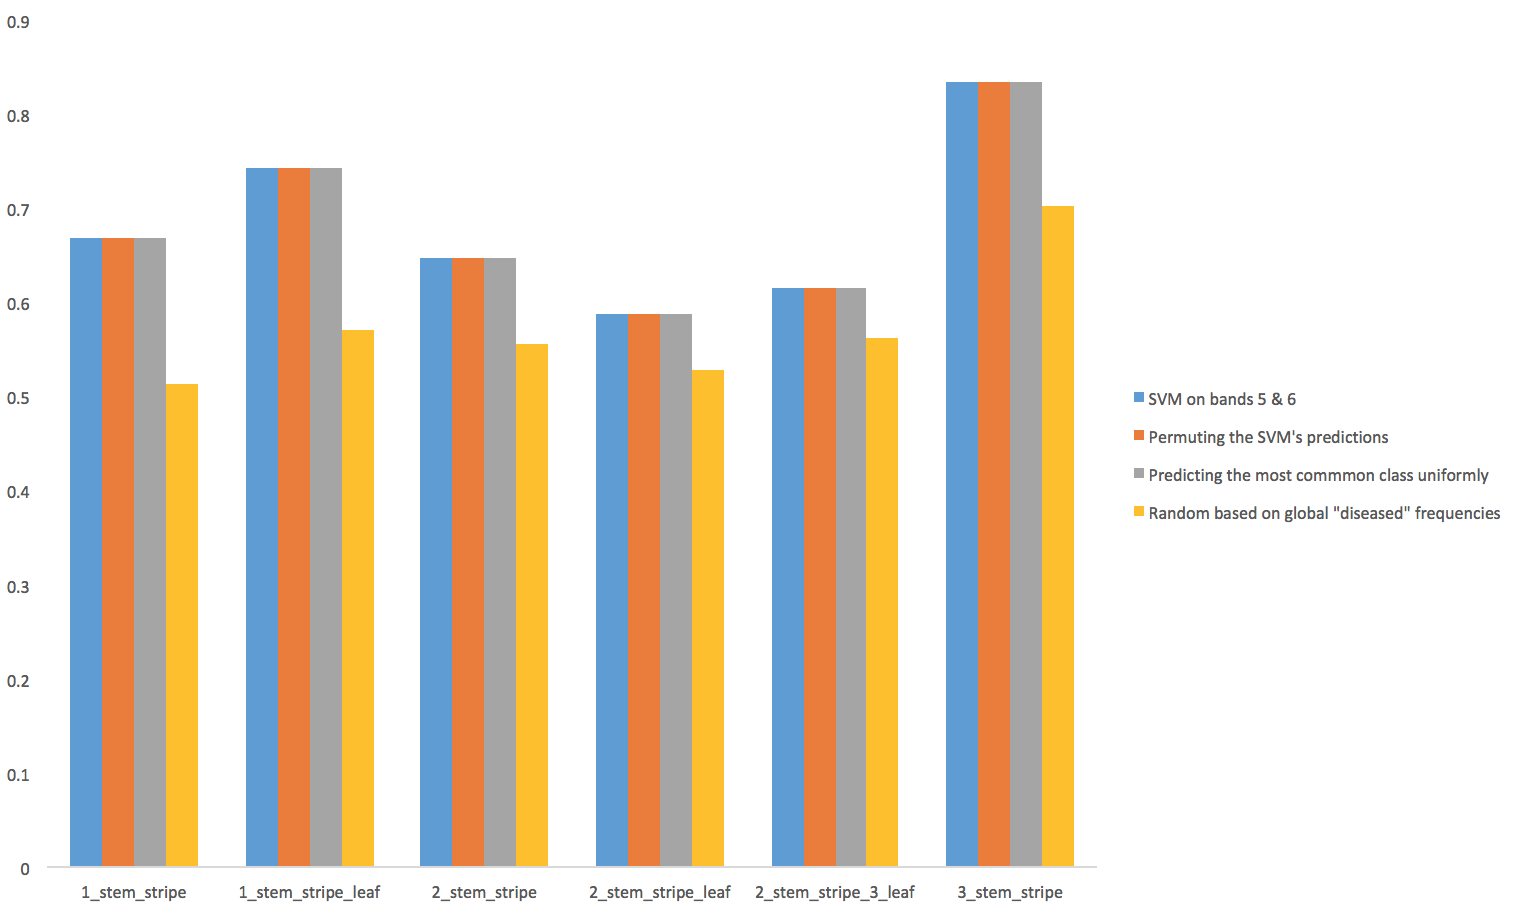 0.9
0.8
0.7
0.6
0.5
0.4
0.3
0.2
0.1
0
1_stem_stripe
1_stem_stripe_leaf
2_stem_stripe
2_stem_stripe_leaf
2_stem_stripe_3_leaf
3_stem_stripe
SVM on bands 5 & 6
Permuting the SVM's predictions
Predicting the most commmon class uniformly
Random based on global "diseased" frequencies